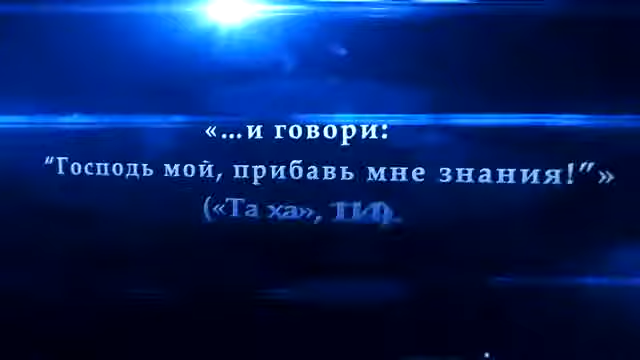 «...и говори:
“Господь мой, прибавь мне знания!”»
(«Та ха»,